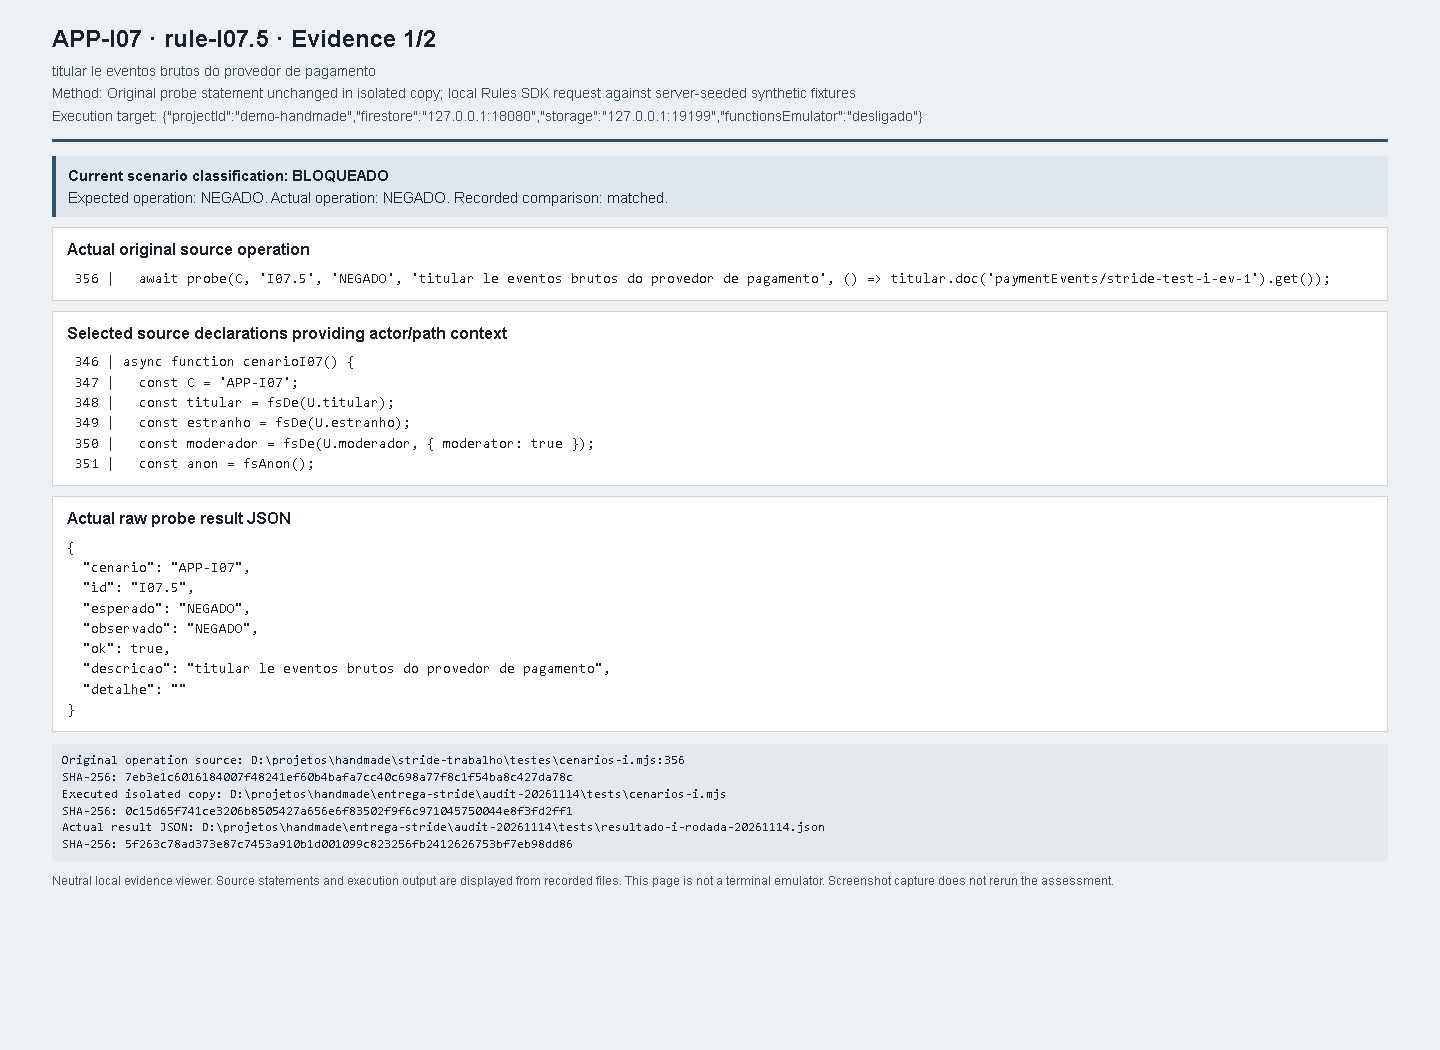 APP-I07 · rule-I07.5 · Evidence 1/2
titular le eventos brutos do provedor de pagamento
Method: Original probe statement unchanged in isolated copy; local Rules SDK request against server-seeded synthetic fixtures
Execution target: {"projectId":"demo-handmade","firestore":"127.0.0.1:18080","storage":"127.0.0.1:19199","functionsEmulator":"desligado"}
Current scenario classification: BLOQUEADO
Expected operation: NEGADO. Actual operation: NEGADO. Recorded comparison: matched.
Actual original source operation
356 |   await probe(C, 'I07.5', 'NEGADO', 'titular le eventos brutos do provedor de pagamento', () => titular.doc('paymentEvents/stride-test-i-ev-1').get());
Selected source declarations providing actor/path context
346 | async function cenarioI07() {
347 |   const C = 'APP-I07';
348 |   const titular = fsDe(U.titular);
349 |   const estranho = fsDe(U.estranho);
350 |   const moderador = fsDe(U.moderador, { moderator: true });
351 |   const anon = fsAnon();
Actual raw probe result JSON
{
  "cenario": "APP-I07",
  "id": "I07.5",
  "esperado": "NEGADO",
  "observado": "NEGADO",
  "ok": true,
  "descricao": "titular le eventos brutos do provedor de pagamento",
  "detalhe": ""
}
Original operation source: D:\projetos\handmade\stride-trabalho\testes\cenarios-i.mjs:356
SHA-256: 7eb3e1c6016184007f48241ef60b4bafa7cc40c698a77f8c1f54ba8c427da78c
Executed isolated copy: D:\projetos\handmade\entrega-stride\audit-20261114\tests\cenarios-i.mjs
SHA-256: 0c15d65f741ce3206b8505427a656e6f83502f9f6c971045750044e8f3fd2ff1
Actual result JSON: D:\projetos\handmade\entrega-stride\audit-20261114\tests\resultado-i-rodada-20261114.json
SHA-256: 5f263c78ad373e87c7453a910b1d001099c823256fb2412626753bf7eb98dd86
Neutral local evidence viewer. Source statements and execution output are displayed from recorded files. This page is not a terminal emulator. Screenshot capture does not rerun the assessment.